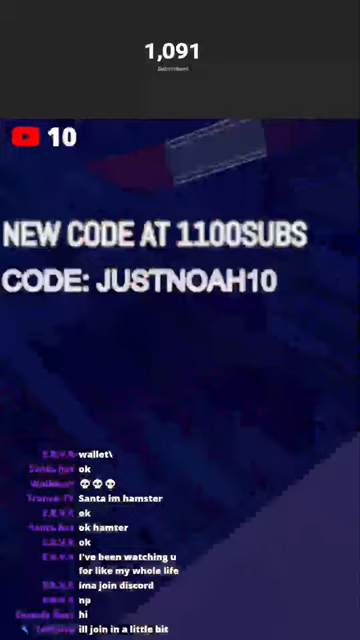 1,091
Subscribers
10
NEW CODE AT 1100SUBS
CODE: JUSTNOAH10
wallet\
ok
Santa im hamster
ok
ok hamter
ok
I've been watching u
for like my whole life
ima join discord
np
hi
ill join in a little bit